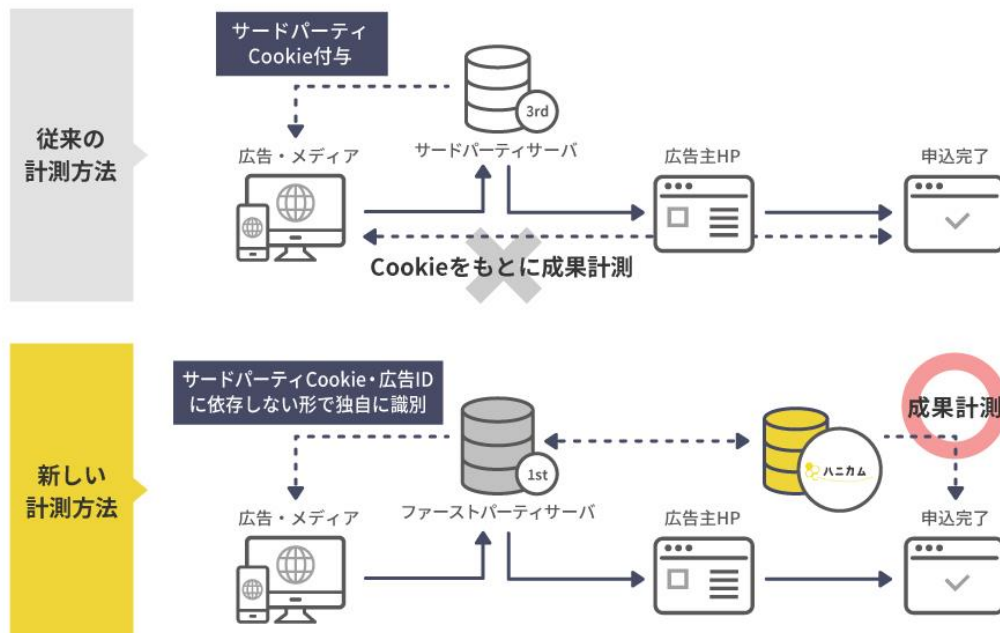 サードパーティ
Cookie付与
3rd
従来の
計測方法
広告・メディア
サードパーティサーバ
広告主HP
申込完了
Cookieをもとに成果計測
サードパーティCookie・広告ID
に依存しない形で独自に識別
成果計測
1st
ハニカム
新しい
計測方法
広告・メディア
ファーストパーティサーバ
広告主HP
申込完了